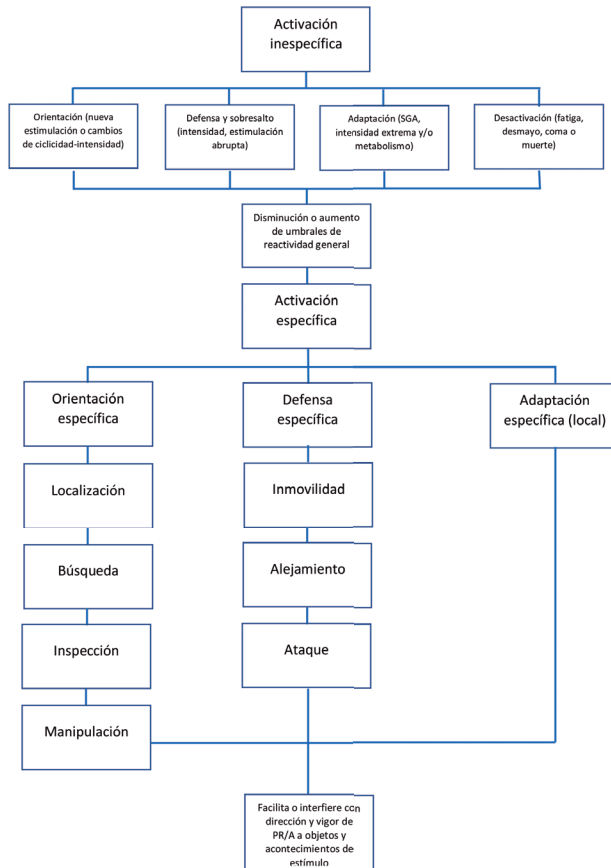 Activación
inespecífica
Orientación (nueva
estimulación o cambios
de ciclicidad-intensidad)
Defensa y sobresalto
(intensidad, estimulación
abrupta)
Adaptación (SGA,
intensidad extrema y/o
metabolismo)
Desactivación (fatiga,
desmayo, coma o
muerte)
Disminución o aumento
de umbrales de
reactividad general
Activación
específica
Orientación
específica
Defensa
específica
Adaptación
específica (local)
Localización
Inmovilidad
Búsqueda
Alejamiento
Inspección
Ataque
Manipulación
Facilita o interfiere con
dirección y vigor de
PR/A a objetos y
acontecimientos de
estímulo